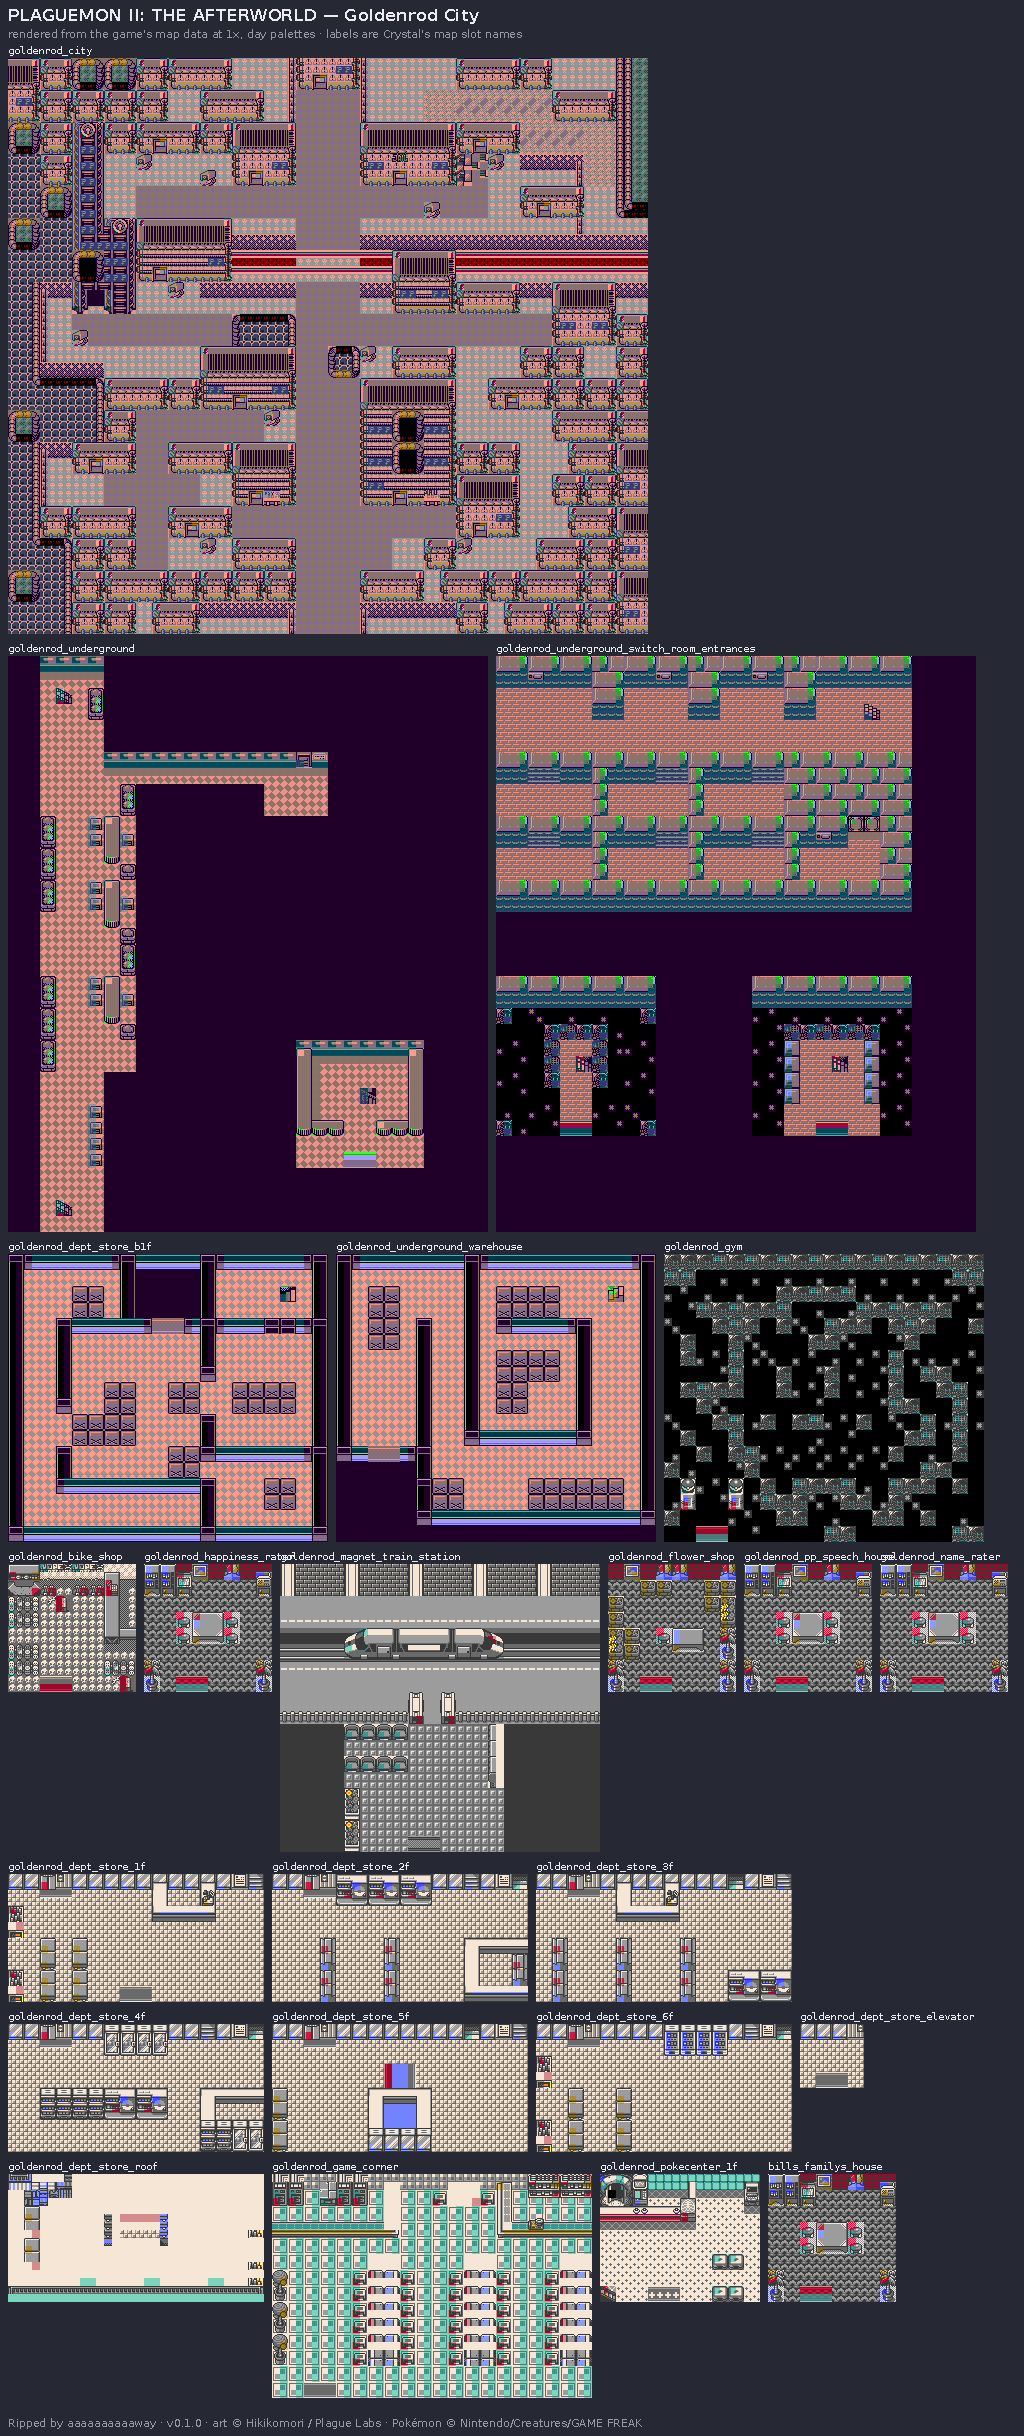 PLAGUEMON II: THE AFTERWORLD — Goldenrod City
rendered from the game's map data at 1x, day palettes · labels are Crystal's map slot names
goldenrod_city
goldenrod_underground
goldenrod_underground_switch_room_entrances
goldenrod_dept_store_b1f
goldenrod_underground_warehouse
goldenrod_gym
goldenrod_bike_shop
goldenrod_magnet_train_station
goldenrod_flower_shop
goldenrod_name_rater
goldenrod_dept_store_1f
goldenrod_dept_store_2f
goldenrod_dept_store_3f
goldenrod_dept_store_4f
goldenrod_dept_store_5f
goldenrod_dept_store_6f
goldenrod_dept_store_elevator
goldenrod_dept_store_roof
goldenrod_game_corner
goldenrod_pokecenter_1f
bills_familys_house
Ripped by aaaaaaaaaaway · v0.1.0 · art © Hikikomori / Plague Labs · Pokémon © Nintendo/Creatures/GAME FREAK